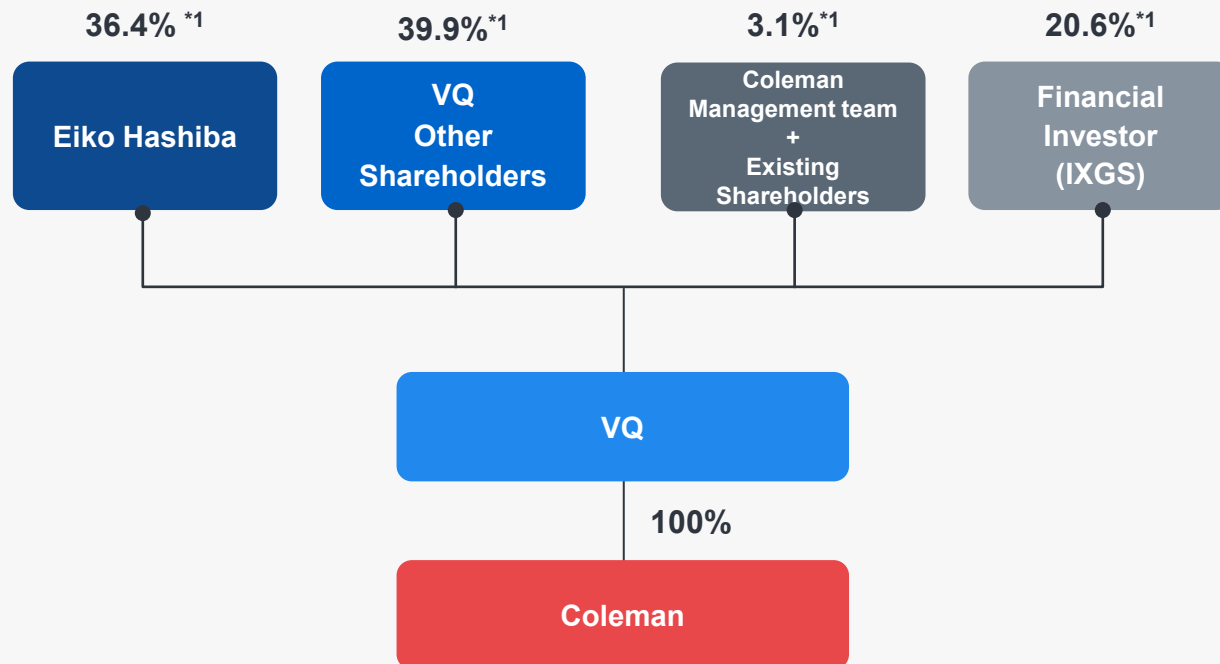 36.4% *1
39.9%*1
3.1%*1
20.6%*1
Eiko Hashiba
VQ
Other
Shareholders
Coleman
Management team
+
Existing
Shareholders
Financial
Investor
(IXGS)
VQ
100%
Coleman